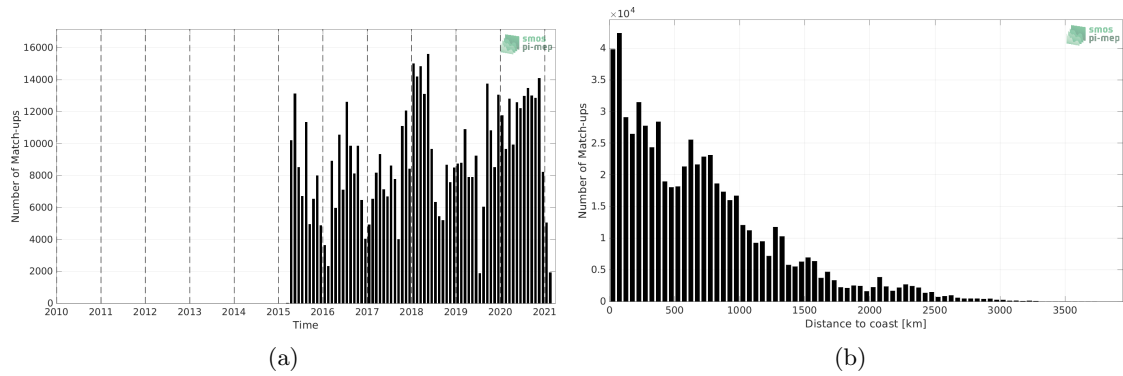 smos
pi-mep
16000
14000
12000
10000
8000
6000
4000
2000
0
Number of Match-ups
2010 2011 2012 2013 2014 2015 2016 2017 2018 2019 2020 2021
Time
(a)
×10⁴
smos
pi-mep
4
3.5
3
2.5
2
1.5
1
0.5
0
Number of Match-ups
0 500 1000 1500 2000 2500 3000 3500
Distance to coast [km]
(b)